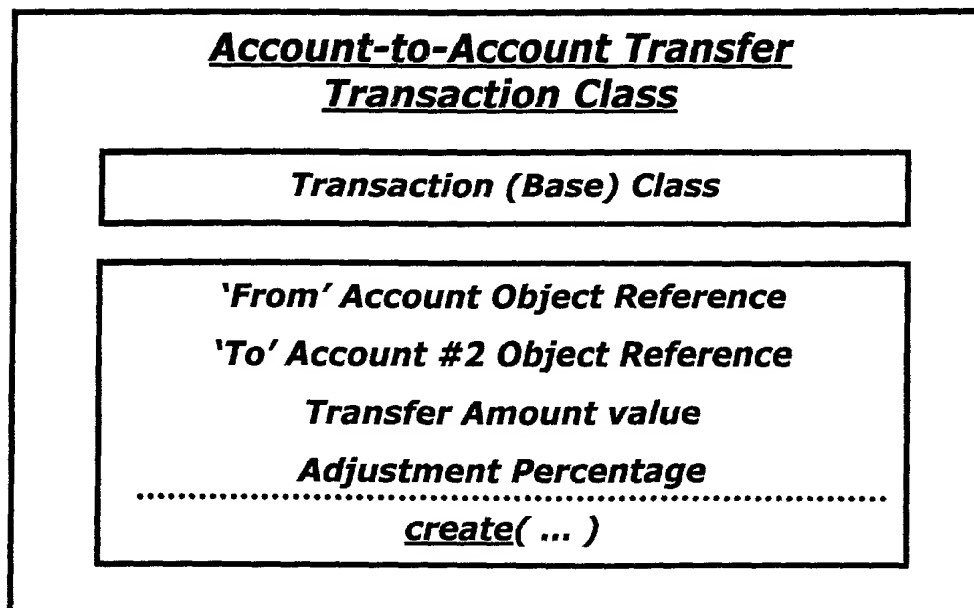 Account-to-Account Transfer
Transaction Class
Transaction (Base) Class
‘From’ Account Object Reference
‘To’ Account #2 Object Reference
Transfer Amount value
Adjustment Percentage
create( ... )